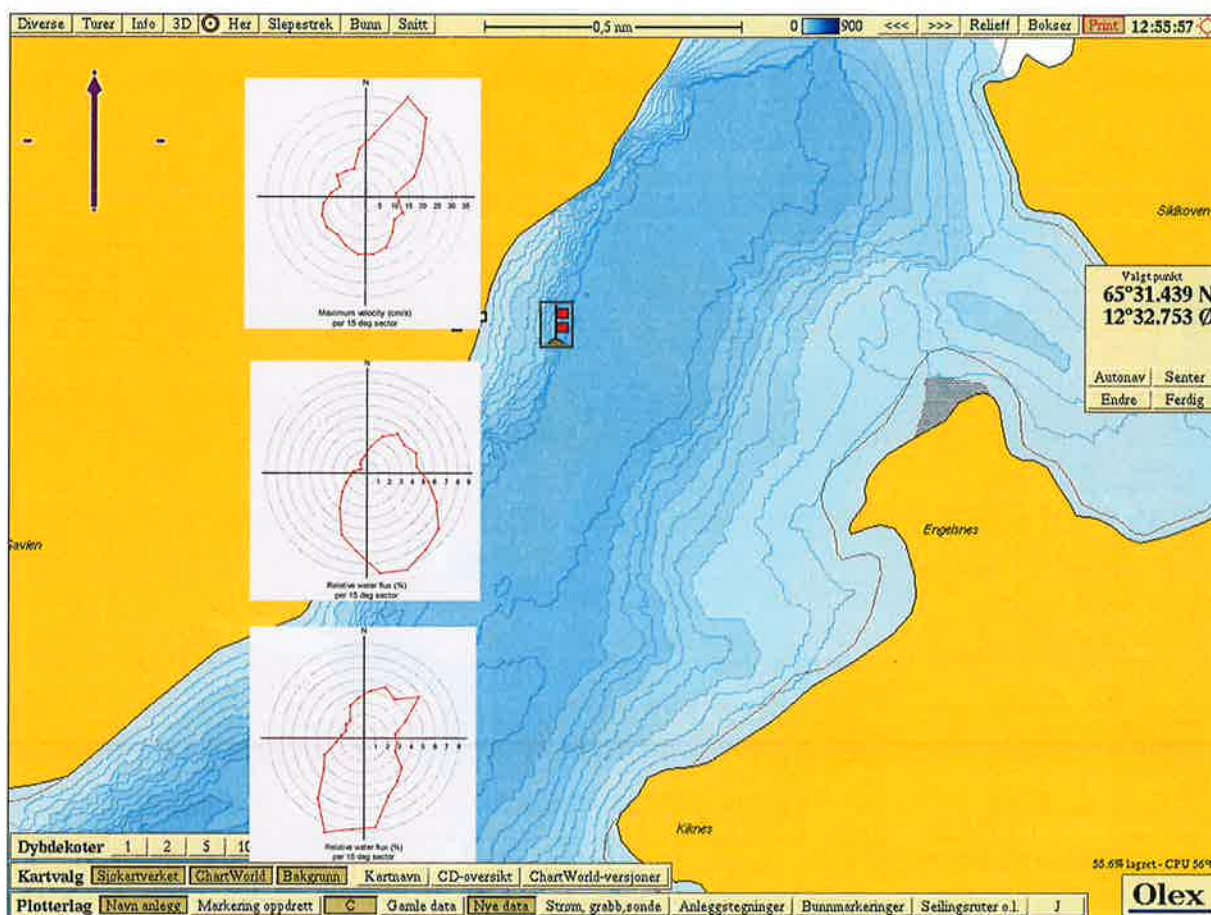 Diverse Turer Info 3D Her Slepestrek Bunn Snitt 0,5 nm 0 900 <<< >>> Relieff Bokser Print 12:55:57
N
5 10 15 20 25 30 35
Maximum velocity (cm/s)
per 15 deg sector
N
1 2 3 4 5 6 7 8 9
Relative water flux (%)
per 15 deg sector
N
1 2 3 4 5 6 7 8
Relative water flux (%)
per 15 deg sector
Valgt punkt
65°31.439 N
12°32.753 Ø
Autonav Senter
Endre Ferdig
Engelsnes
Kiknes
Dybdekoter 1 2 5 10
55.6% lagret - CPU 56°
Kartvalg Sjøkartverket ChartWorld Bakgrunn Kartnavn CD-oversikt ChartWorld-versjoner
Plotterlag Navn anlegg Markering oppdrett C Gamle data Nye data Strøm, grabb,sonde Anleggstegninger Bunnmarkeringer Seilingsruter o.l. J
Olex